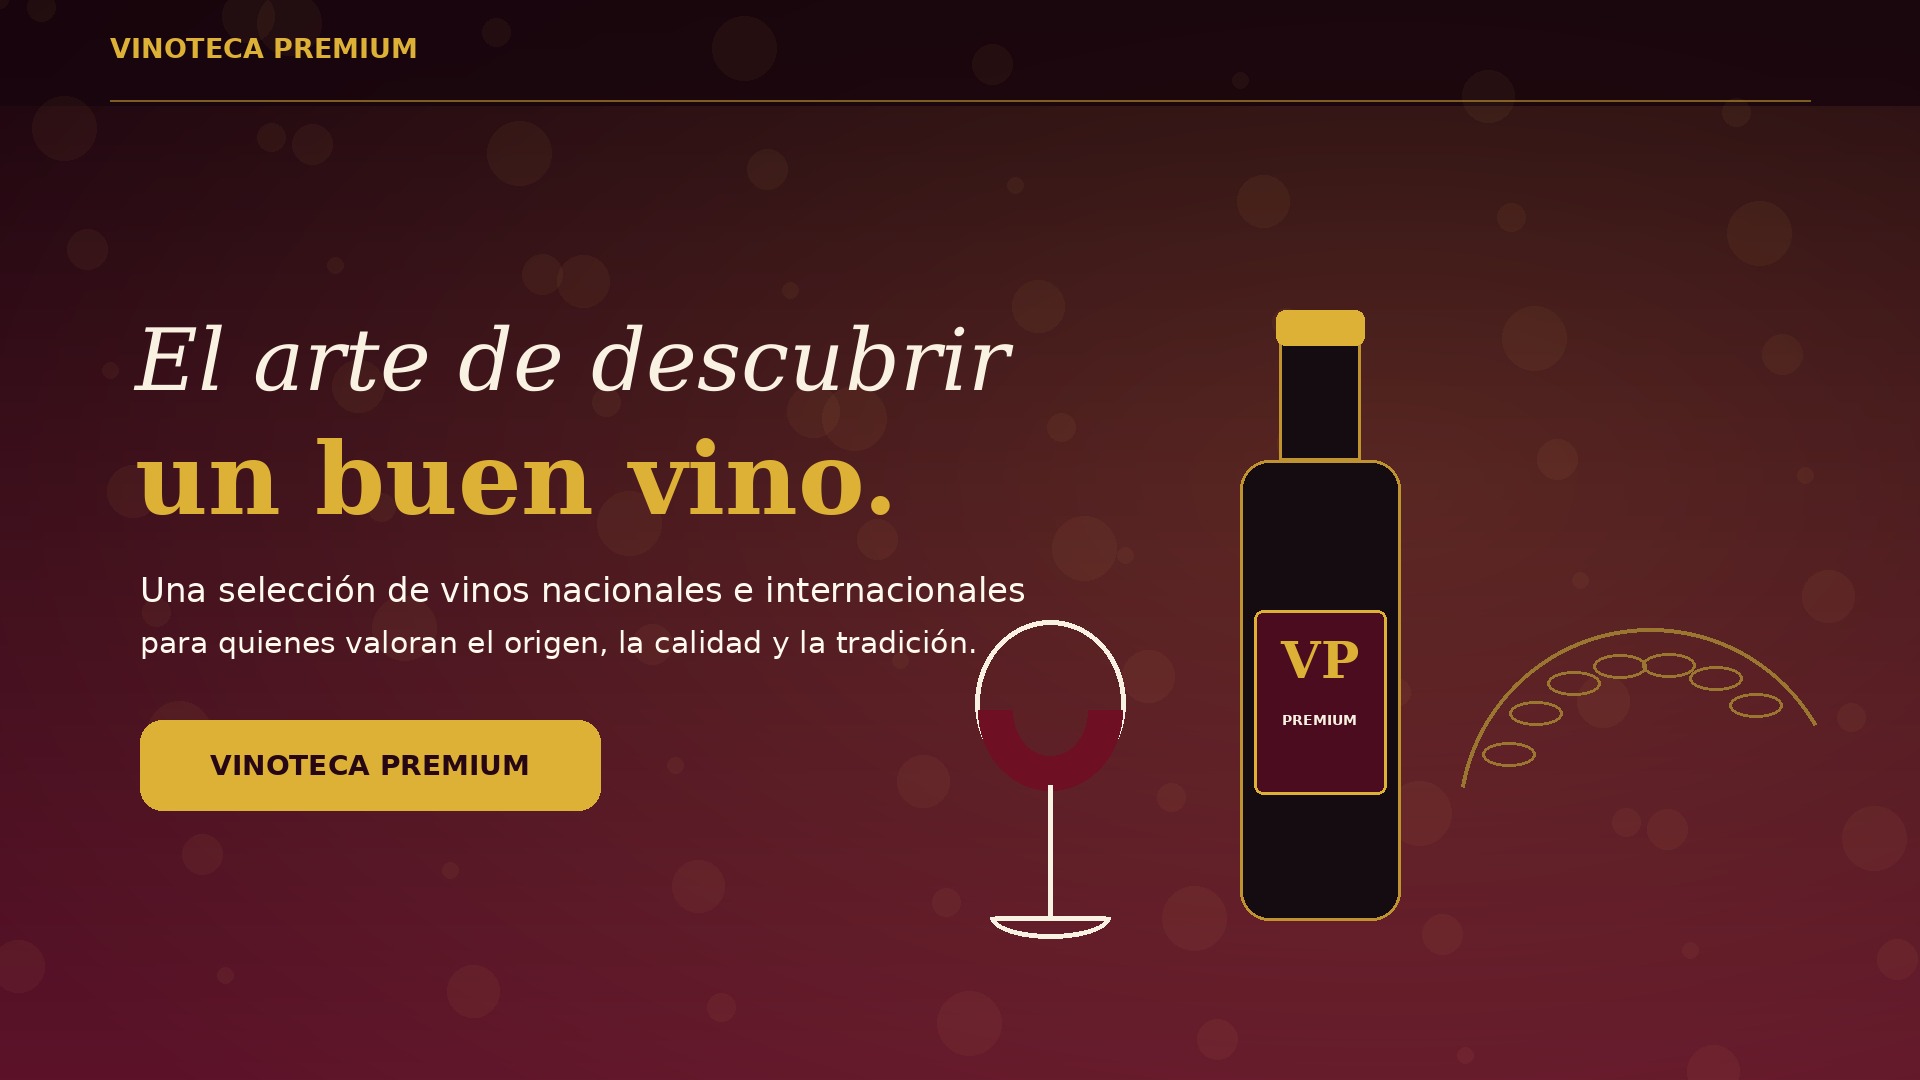 VINOTECA PREMIUM
El arte de descubrir
un buen vino.
Una selección de vinos nacionales e internacionales
para quienes valoran el origen, la calidad y la tradición.
VINOTECA PREMIUM
VP
PREMIUM